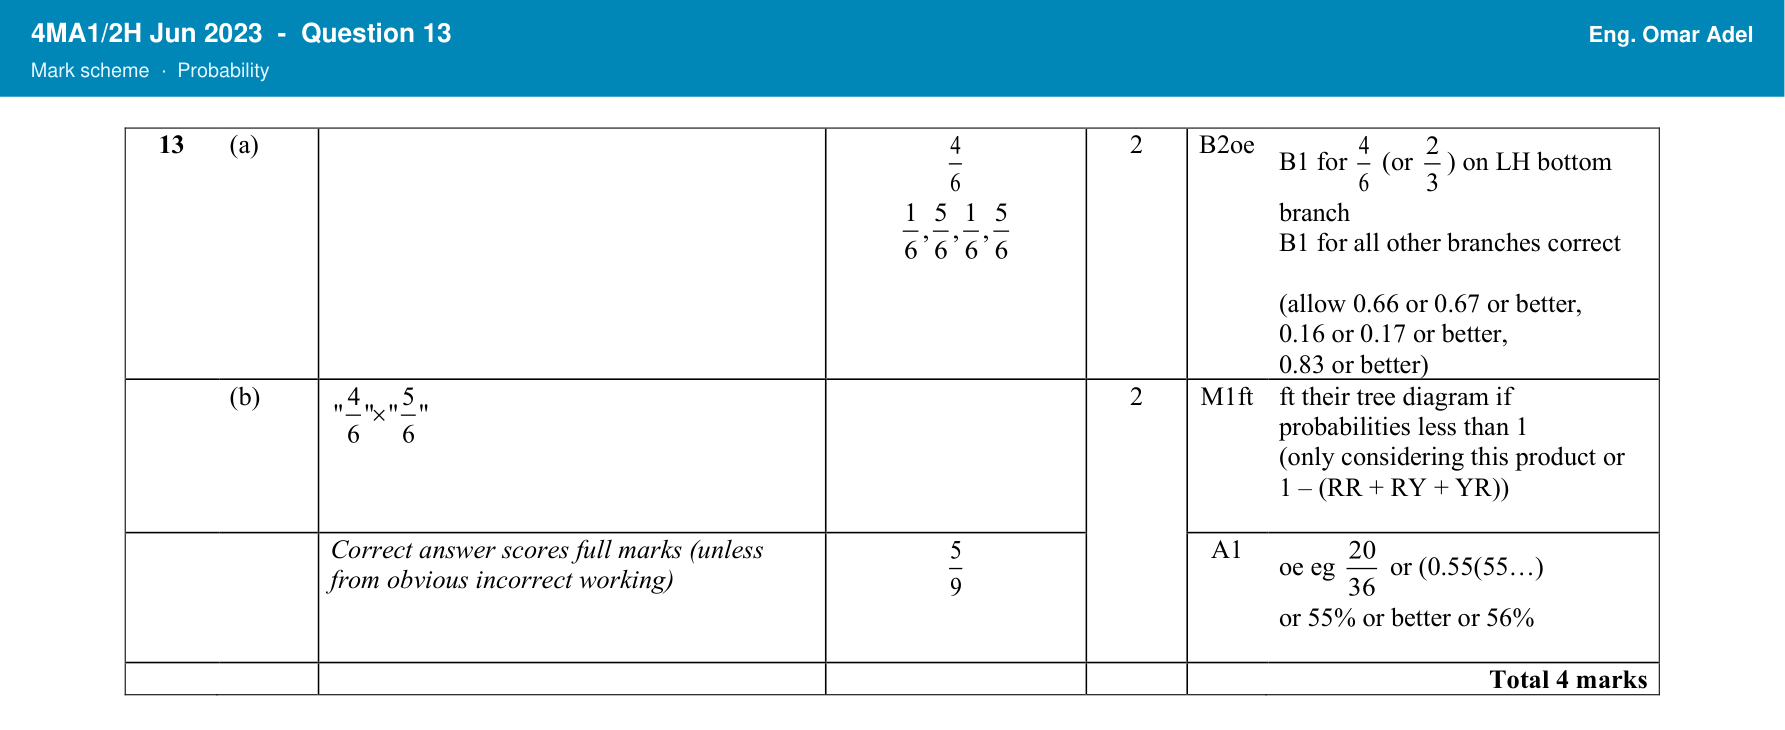 4MA1/2H Jun 2023 - Question 13
Eng. Omar Adel
Mark scheme · Probability
13 (a) 4/6 2 B2oe B1 for 4/6 (or 2/3) on LH bottom
branch
1/6, 5/6, 1/6, 5/6
B1 for all other branches correct
(allow 0.66 or 0.67 or better,
0.16 or 0.17 or better,
0.83 or better)
(b) "4/6"×"5/6" 2 M1ft ft their tree diagram if
probabilities less than 1
(only considering this product or
1 – (RR + RY + YR))
Correct answer scores full marks (unless
from obvious incorrect working)
5/9 A1 oe eg 20/36 or (0.55(55…)
or 55% or better or 56%
Total 4 marks